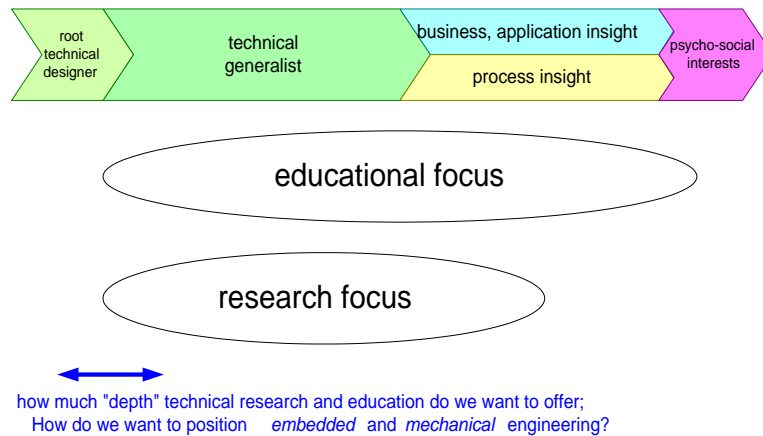 root
technical
designer
technical
generalist
business, application insight
process insight
psycho-social
interests
educational focus
research focus
how much "depth" technical research and education do we want to offer;
How do we want to position embedded and mechanical engineering?